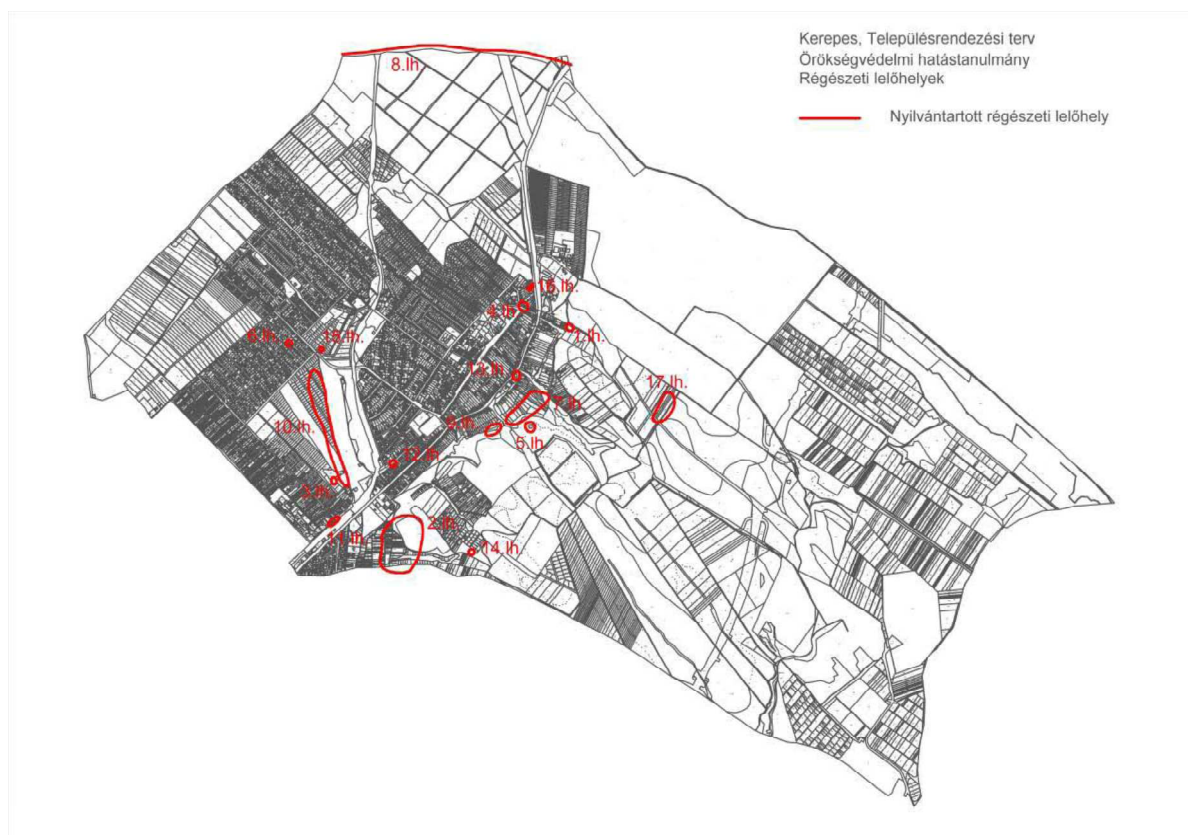 Kerepes, Településrendezési terv
Örökségvédelmi hatástanulmány
Régészeti lelőhelyek
Nyilvántartott régészeti lelőhely
8.lh.
16.lh.
4.lh.
1.lh.
6.lh.
15.lh.
13.lh.
17.lh.
7.lh.
10.lh.
9.lh.
5.lh.
12.lh.
3.lh.
11.lh.
2.lh.
14.lh.